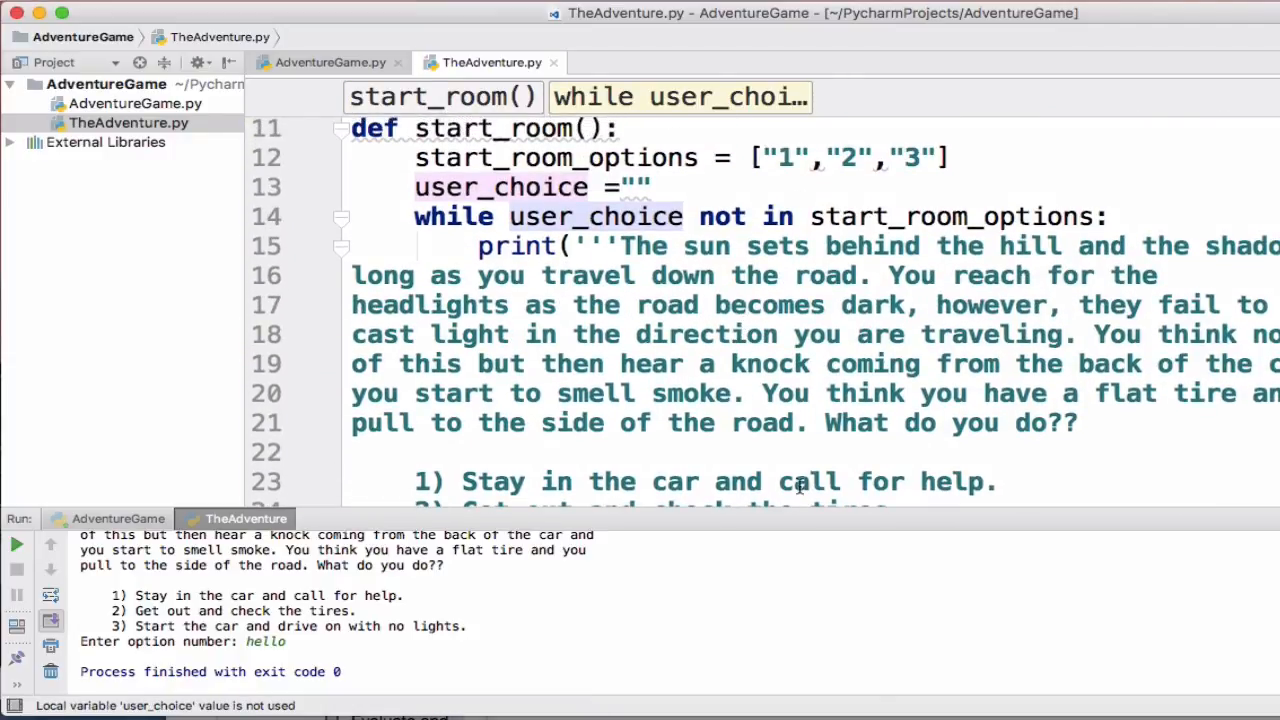 TheAdventure.py - AdventureGame - [~/PycharmProjects/AdventureGame]
AdventureGame TheAdventure.py
Project AdventureGame.py TheAdventure.py
AdventureGame ~/Pycharm
AdventureGame.py
TheAdventure.py
External Libraries
start_room() while user_choi…
11 def start_room():
12 start_room_options = ["1","2","3"]
13 user_choice =""
14 while user_choice not in start_room_options:
15 print('''The sun sets behind the hill and the shado
16 long as you travel down the road. You reach for the
17 headlights as the road becomes dark, however, they fail to
18 cast light in the direction you are traveling. You think no
19 of this but then hear a knock coming from the back of the c
20 you start to smell smoke. You think you have a flat tire an
21 pull to the side of the road. What do you do??
22
23 1) Stay in the car and call for help.
24 2) Get out and check the tires.
Run: AdventureGame TheAdventure
of this but then hear a knock coming from the back of the car and
you start to smell smoke. You think you have a flat tire and you
pull to the side of the road. What do you do??
1) Stay in the car and call for help.
2) Get out and check the tires.
3) Start the car and drive on with no lights.
Enter option number: hello
Process finished with exit code 0
Local variable 'user_choice' value is not used
Evaluate and